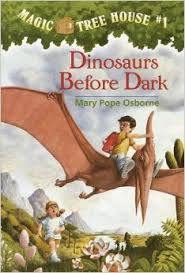 MAGIC TREE HOUSE #1
Dinosaurs
Before Dark
Mary Pope Osborne